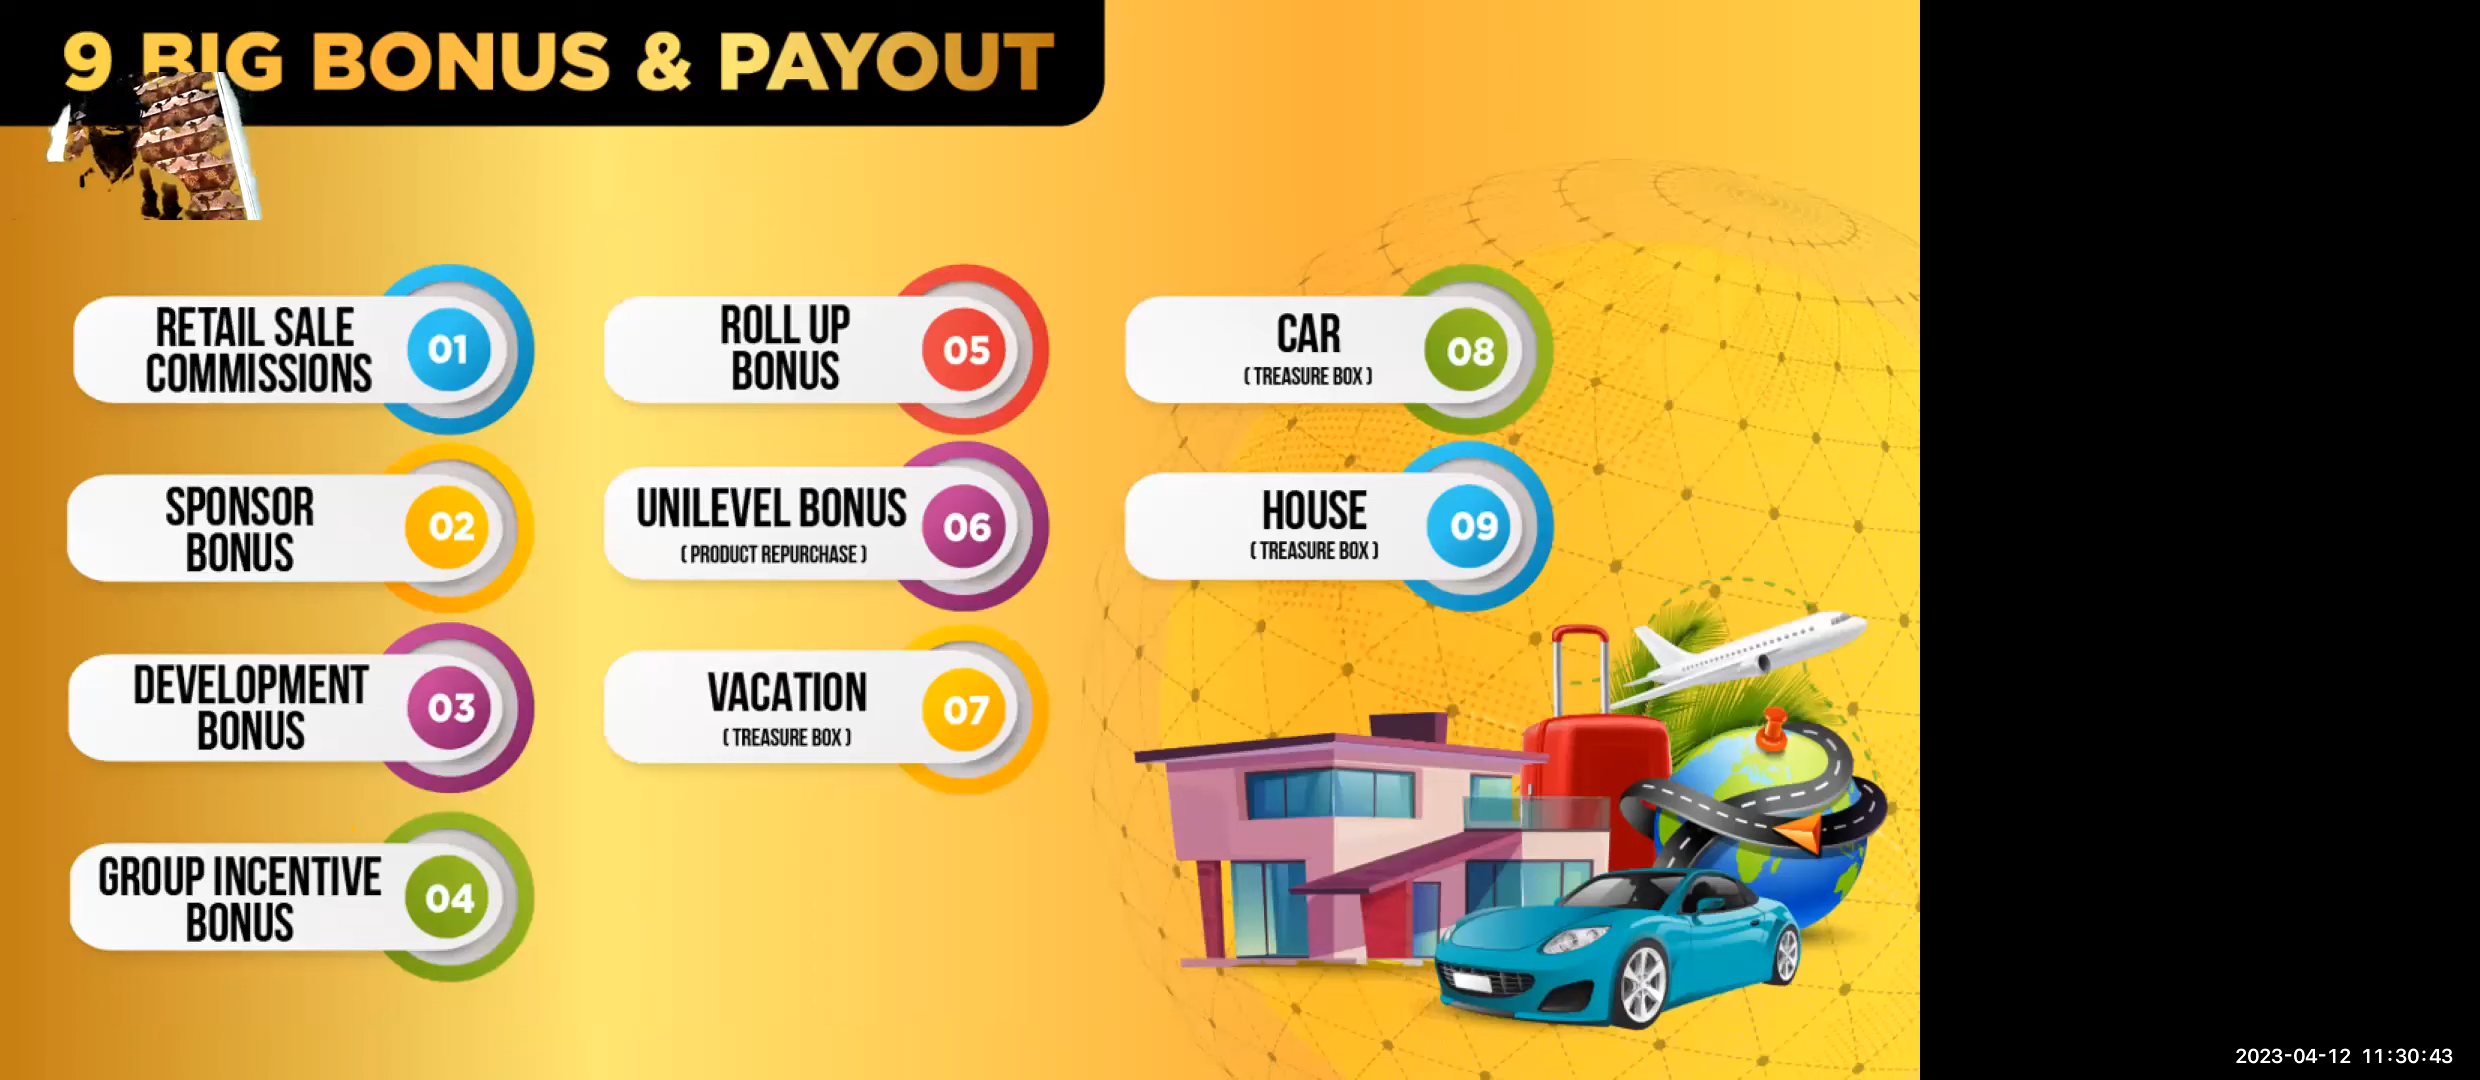 9 BIG BONUS & PAYOUT
RETAIL SALE
COMMISSIONS
01
SPONSOR
BONUS
02
DEVELOPMENT
BONUS
03
GROUP INCENTIVE
BONUS
04
ROLL UP
BONUS
05
UNILEVEL BONUS
( PRODUCT REPURCHASE )
06
VACATION
( TREASURE BOX )
07
CAR
( TREASURE BOX )
08
HOUSE
( TREASURE BOX )
09
2023-04-12 11:30:43